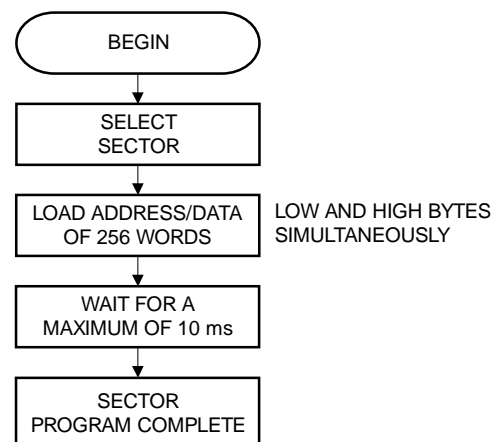 BEGIN
SELECT
SECTOR
LOAD ADDRESS/DATA
OF 256 WORDS
LOW AND HIGH BYTES
SIMULTANEOUSLY
WAIT FOR A
MAXIMUM OF 10 ms
SECTOR
PROGRAM COMPLETE